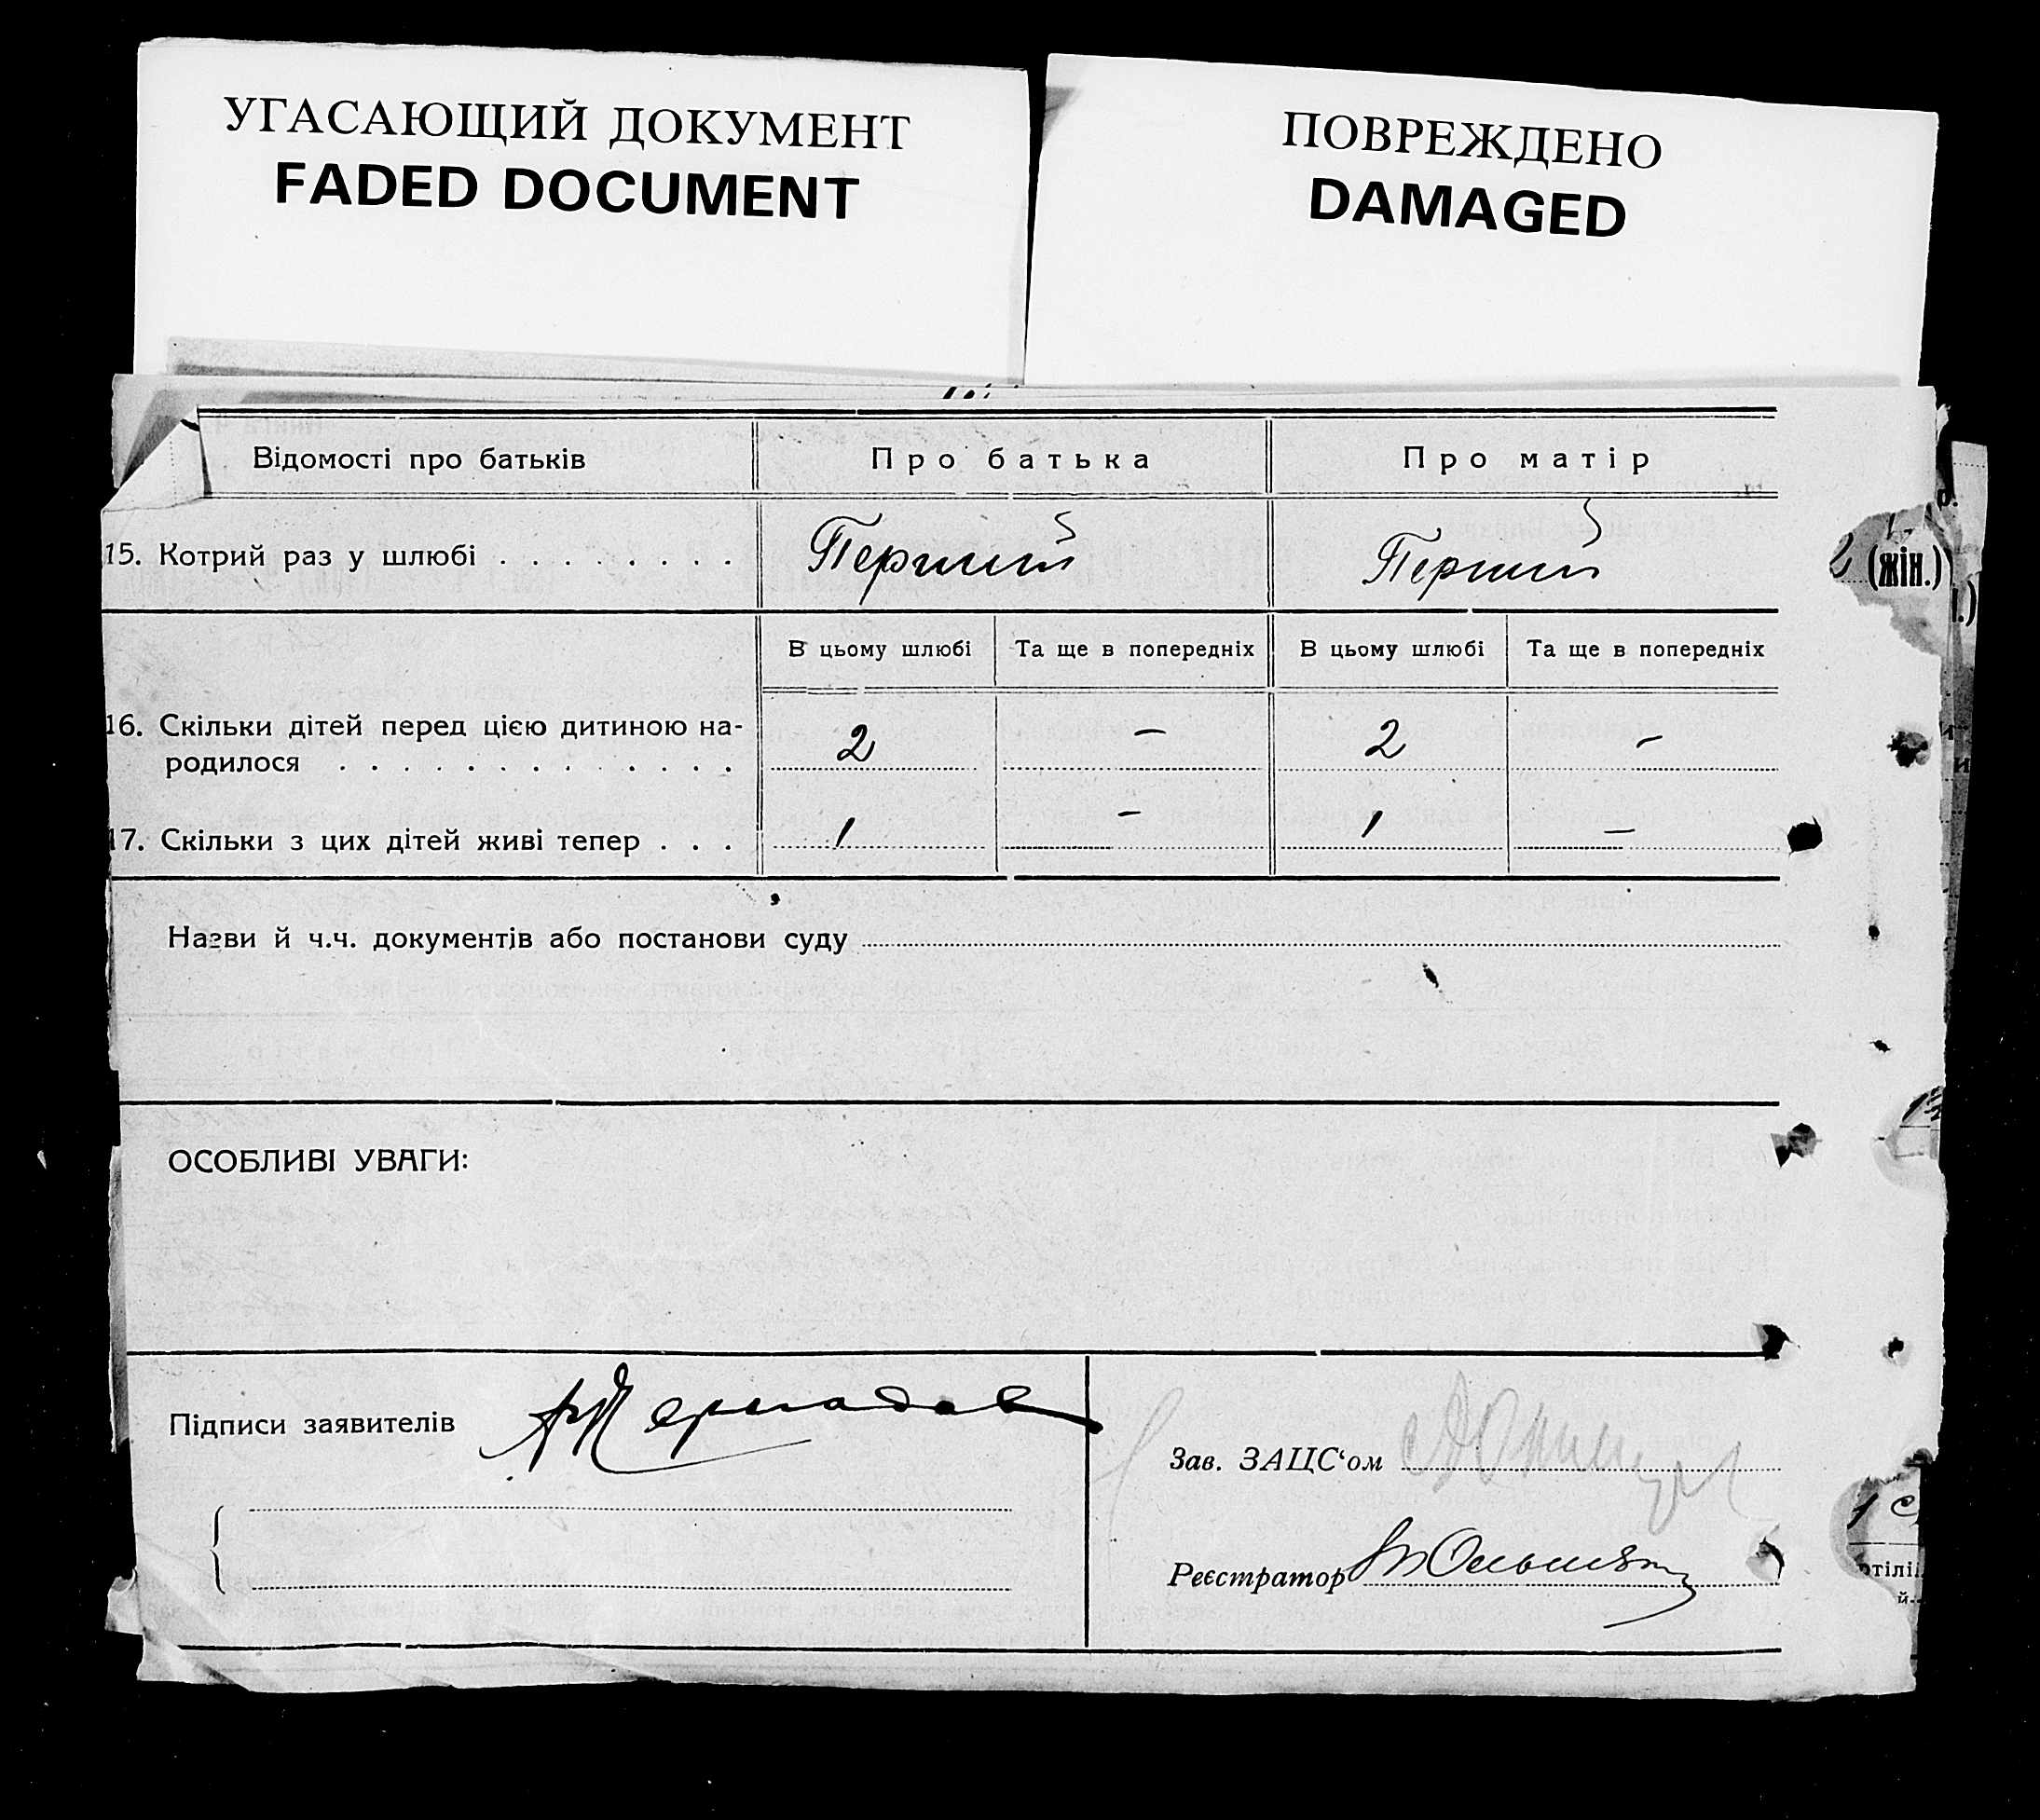 УГАСАЮЩИЙ ДОКУМЕНТ
FADED DOCUMENT
ПОВРЕЖДЕНО
DAMAGED
Відомості про батьків
Про батька
Про матір
15. Котрий раз у шлюбі . . . . . . . .
Перший
Перший
В цьому шлюбі
Та ще в попередніх
В цьому шлюбі
Та ще в попередніх
16. Скільки дітей перед цією дитиною на-
родилося . . . . . . . . . . . . .
2
–
2
–
17. Скільки з цих дітей живі тепер . . .
1
–
1
–
Назви й ч.ч. документів або постанови суду
ОСОБЛИВІ УВАГИ:
Підписи заявителів
Зав. ЗАЦС‘ом
Реєстратор
(жін.)